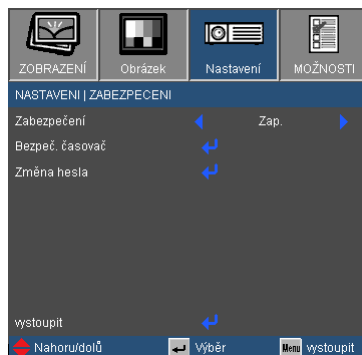 ZOBRAZENÍ Obrázek Nastavení MOŽNOSTI
NASTAVENI | ZABEZPECENI
Zabezpečení Zap.
Bezpeč. časovač
Změna hesla
vystoupit
Nahoru/dolů Výběr Menu vystoupit